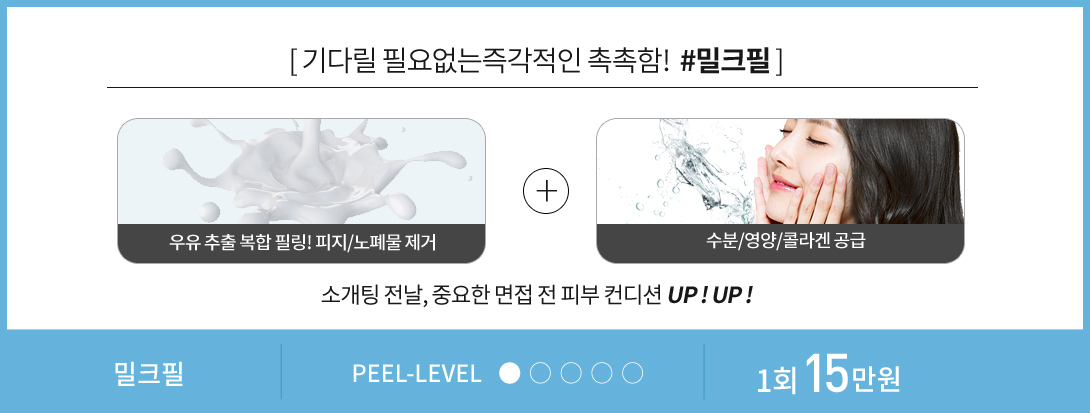 [ 기다릴 필요없는즉각적인 촉촉함! #밀크필 ]
우유 추출 복합 필링! 피지/노폐물 제거
수분/영양/콜라겐 공급
소개팅 전날, 중요한 면접 전 피부 컨디션 UP ! UP !
밀크필
PEEL-LEVEL
1회 15만원